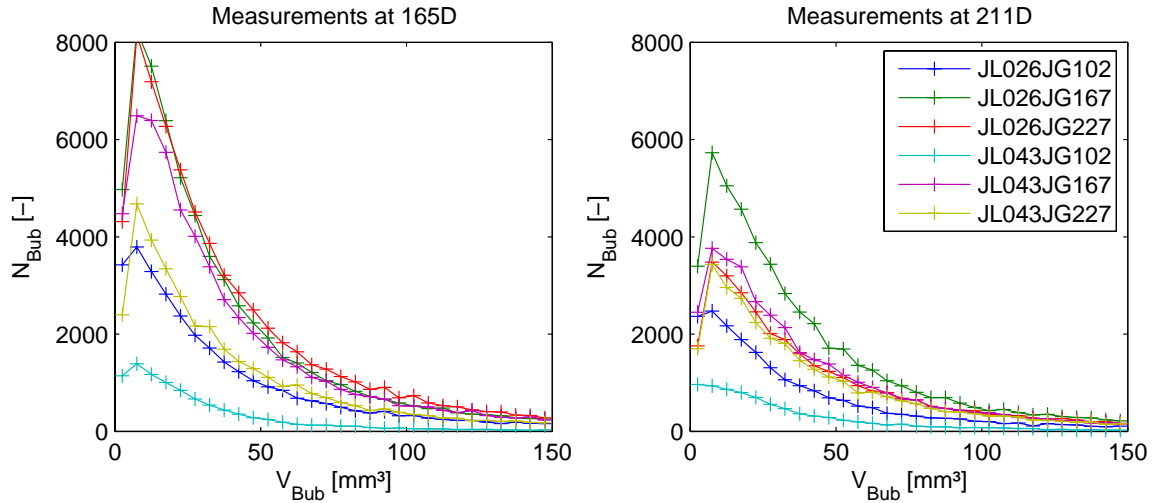 Measurements at 165D
8000
6000
4000
2000
0
N_Bub [−]
0 50 100 150
V_Bub [mm³]
Measurements at 211D
8000
6000
4000
2000
0
N_Bub [−]
0 50 100 150
V_Bub [mm³]
JL026JG102
JL026JG167
JL026JG227
JL043JG102
JL043JG167
JL043JG227